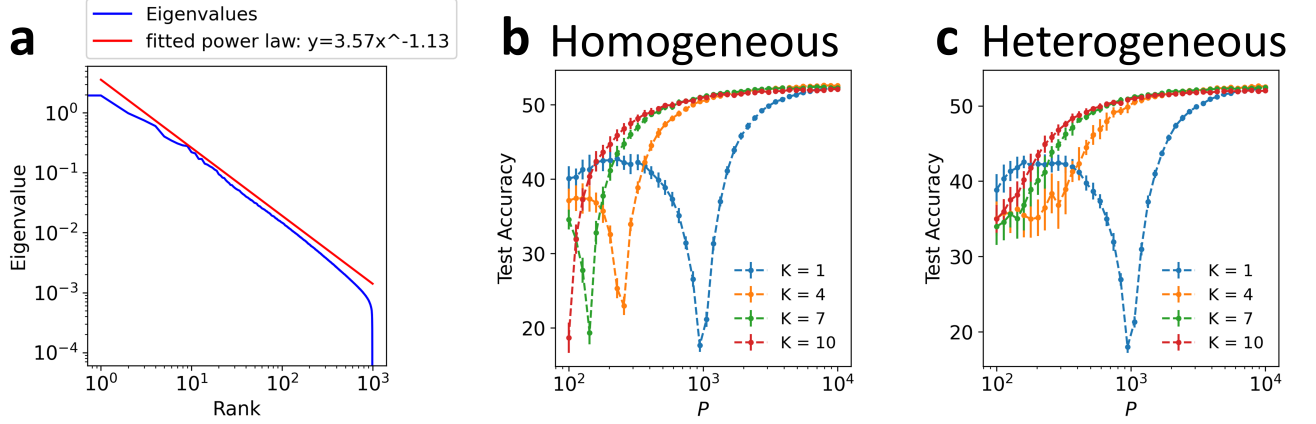 a
Eigenvalues
fitted power law: y=3.57x^-1.13
Eigenvalue
10^0
10^-1
10^-2
10^-3
10^-4
10^0 10^1 10^2 10^3
Rank
b Homogeneous
Test Accuracy
50
40
30
20
K = 1
K = 4
K = 7
K = 10
10^2 10^3 10^4
P
c Heterogeneous
Test Accuracy
50
40
30
20
K = 1
K = 4
K = 7
K = 10
10^2 10^3 10^4
P